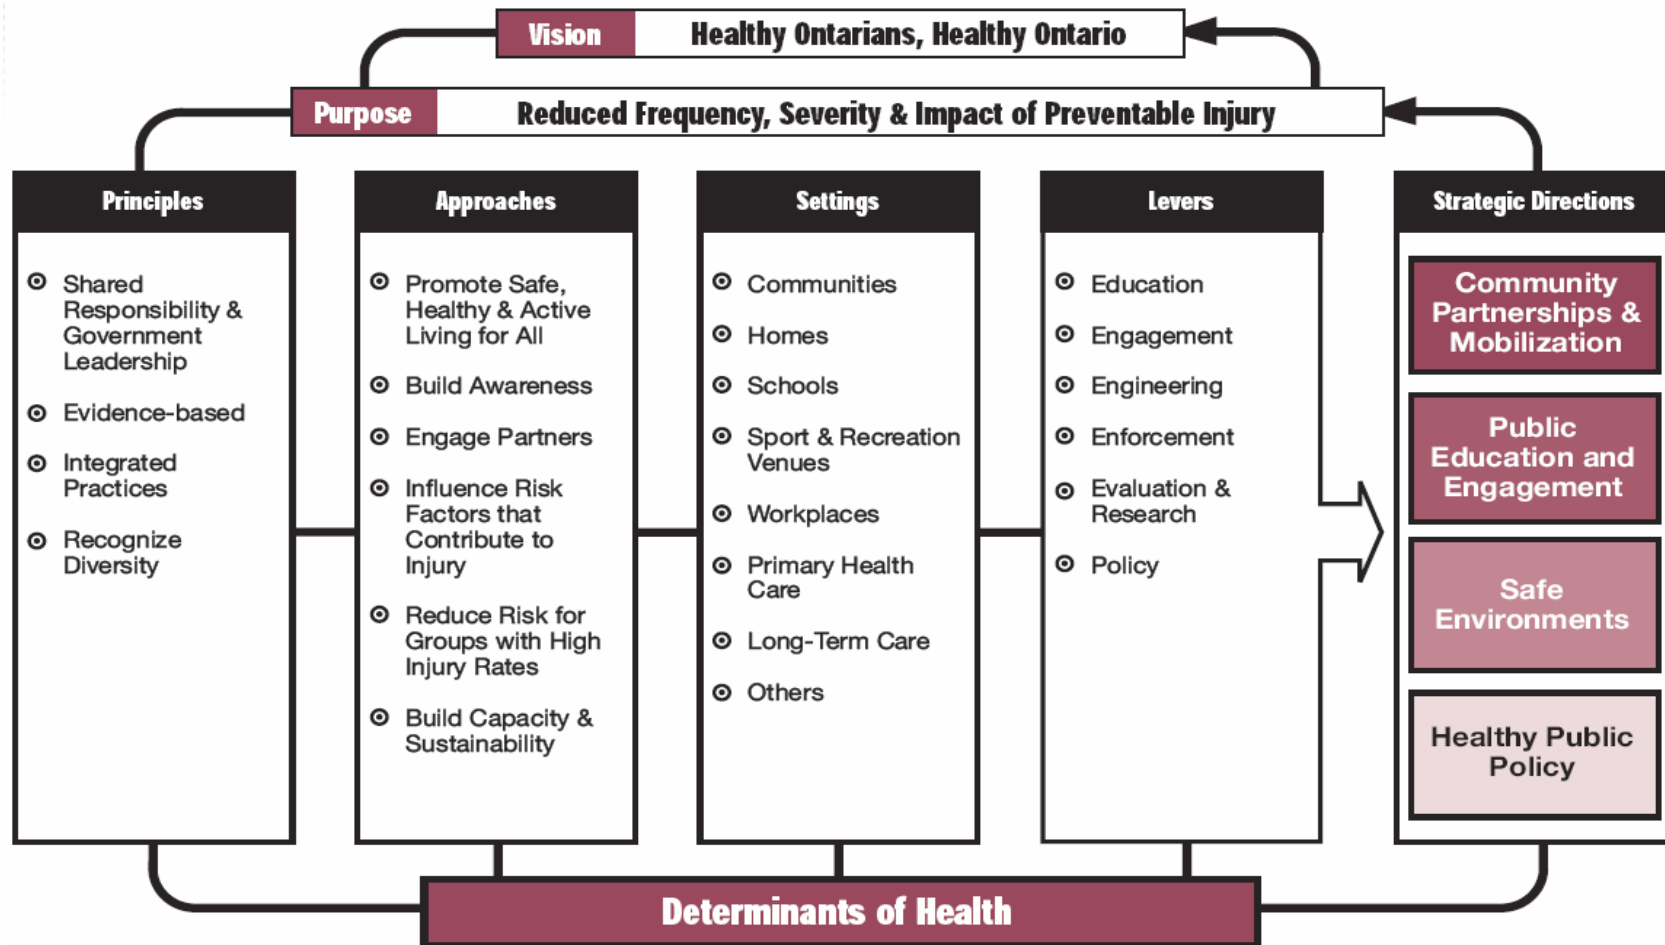 Vision
Healthy Ontarians, Healthy Ontario
Purpose
Reduced Frequency, Severity & Impact of Preventable Injury
Principles
Shared
Responsibility &
Government
Leadership
Evidence-based
Integrated
Practices
Recognize
Diversity
Approaches
Promote Safe,
Healthy & Active
Living for All
Build Awareness
Engage Partners
Influence Risk
Factors that
Contribute to
Injury
Reduce Risk for
Groups with High
Injury Rates
Build Capacity &
Sustainability
Settings
Communities
Homes
Schools
Sport & Recreation
Venues
Workplaces
Primary Health
Care
Long-Term Care
Others
Levers
Education
Engagement
Engineering
Enforcement
Evaluation &
Research
Policy
Strategic Directions
Community
Partnerships &
Mobilization
Public
Education and
Engagement
Safe
Environments
Healthy Public
Policy
Determinants of Health